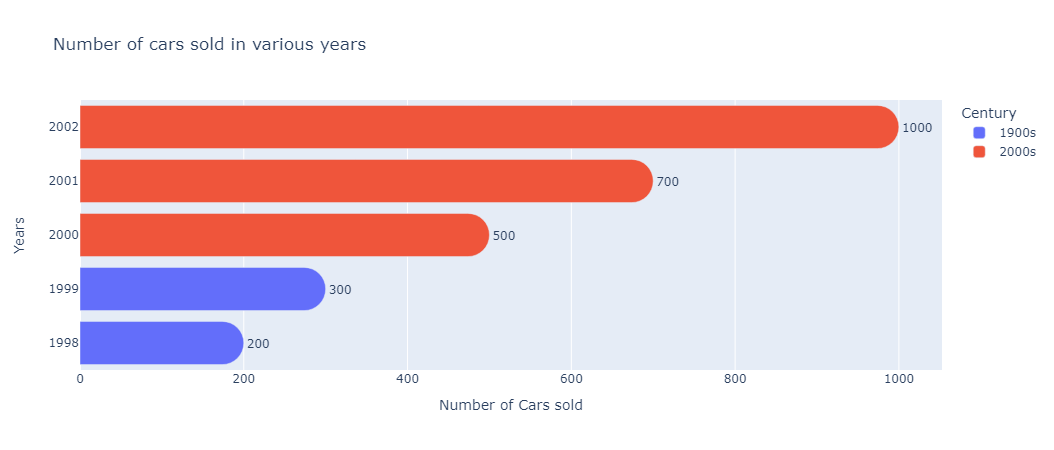 Number of cars sold in various years
Century
1900s
2000s
Years
2002
1000
2001
700
2000
500
1999
300
1998
200
0 200 400 600 800 1000
Number of Cars sold